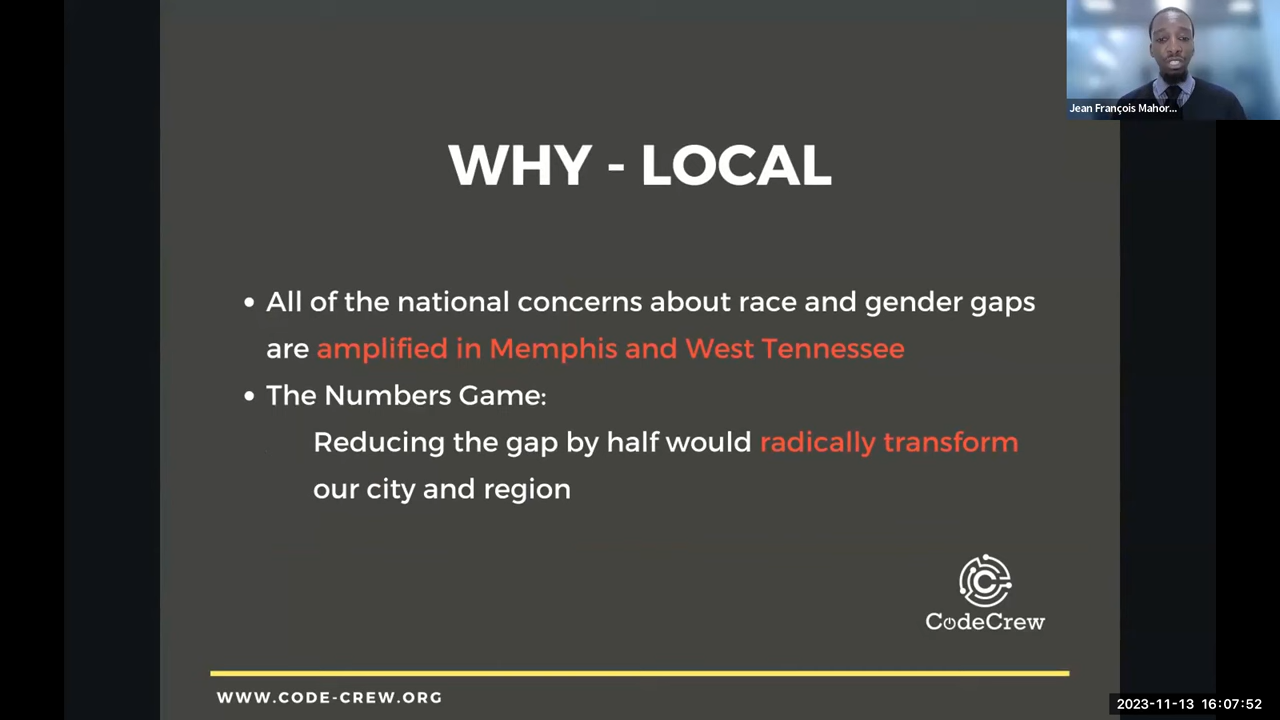 Jean François Mahor...
WHY - LOCAL
• All of the national concerns about race and gender gaps
are amplified in Memphis and West Tennessee
• The Numbers Game:
Reducing the gap by half would radically transform
our city and region
CodeCrew
WWW.CODE-CREW.ORG
2023-11-13 16:07:52